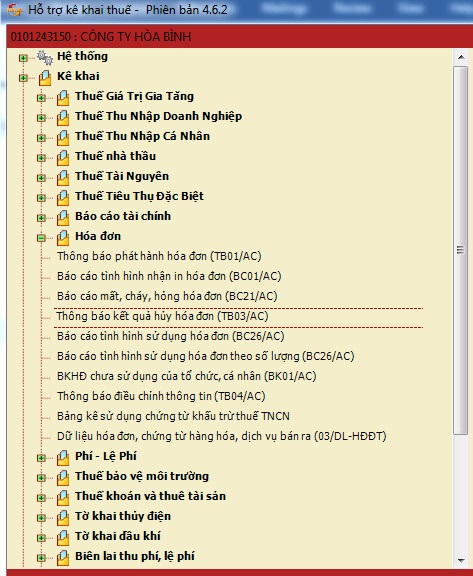 Hỗ trợ kê khai thuế - Phiên bản 4.6.2
Mailings
Review
View
0101243150 : CÔNG TY HÒA BÌNH
Hệ thống
Kê khai
Thuế Giá Trị Gia Tăng
Thuế Thu Nhập Doanh Nghiệp
Thuế Thu Nhập Cá Nhân
Thuế nhà thầu
Thuế Tài Nguyên
Thuế Tiêu Thụ Đặc Biệt
Báo cáo tài chính
Hóa đơn
Thông báo phát hành hóa đơn (TB01/AC)
Báo cáo tình hình nhận in hóa đơn (BC01/AC)
Báo cáo mất, cháy, hỏng hóa đơn (BC21/AC)
Thông báo kết quả hủy hóa đơn (TB03/AC)
Báo cáo tình hình sử dụng hóa đơn (BC26/AC)
Báo cáo tình hình sử dụng hóa đơn theo số lượng (BC26/AC)
BKHĐ chưa sử dụng của tổ chức, cá nhân (BK01/AC)
Thông báo điều chỉnh thông tin (TB04/AC)
Bảng kê sử dụng chứng từ khấu trừ thuế TNCN
Dữ liệu hóa đơn, chứng từ hàng hóa, dịch vụ bán ra (03/DL-HĐĐT)
Phí - Lệ Phí
Thuế bảo vệ môi trường
Thuế khoán và thuê tài sản
Tờ khai thủy điện
Tờ khai dầu khí
Biên lai thu phí, lệ phí